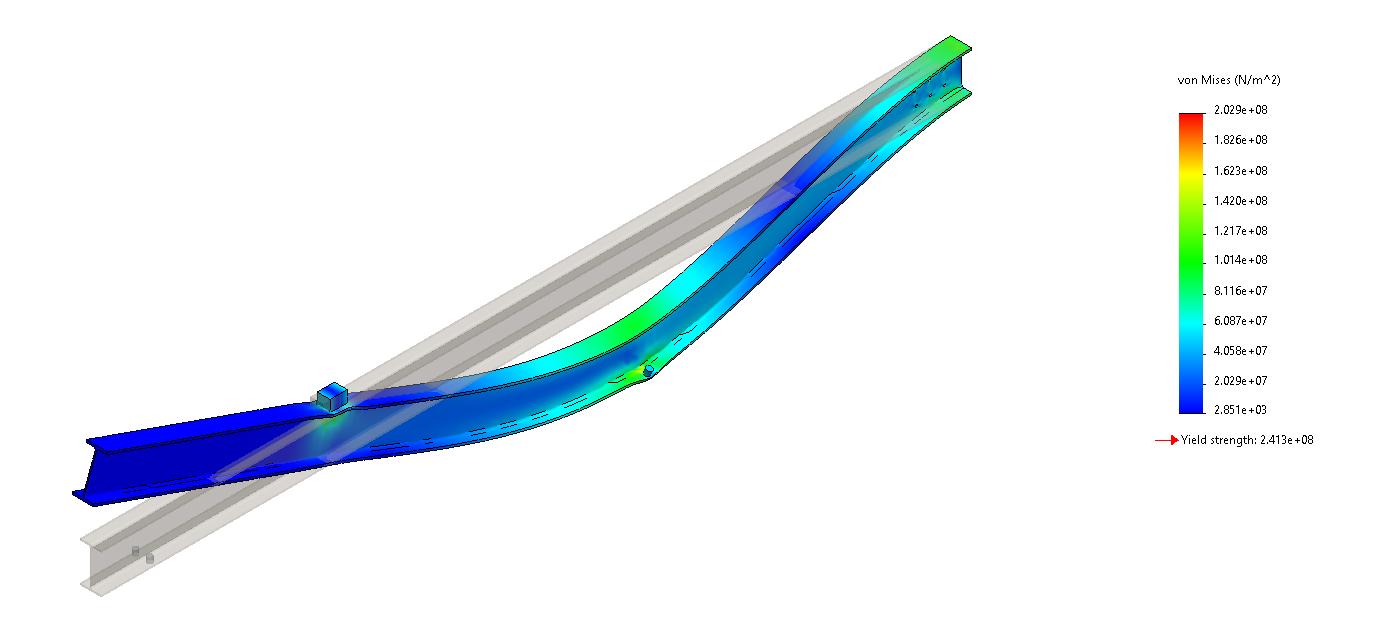 von Mises (N/m^2)
2.029e+08
1.826e+08
1.623e+08
1.420e+08
1.217e+08
1.014e+08
8.116e+07
6.087e+07
4.058e+07
2.029e+07
2.851e+03
Yield strength: 2.413e+08